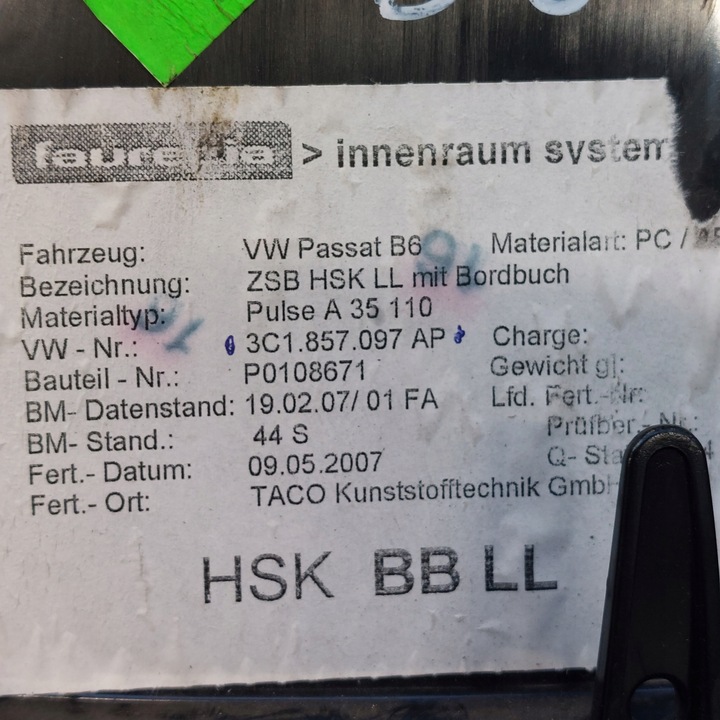 faurecia > innenraum system
Fahrzeug: VW Passat B6 Materialart: PC /
Bezeichnung: ZSB HSK LL mit Bordbuch
Materialtyp: Pulse A 35 110
VW - Nr.: 3C1.857.097 AP Charge:
Bauteil - Nr.: P0108671 Gewicht g|:
BM- Datenstand: 19.02.07/ 01 FA Lfd. Fert.-Nr:
BM- Stand.: 44 S Prüfber.- Nr.:
Fert.- Datum: 09.05.2007 Q-
Fert.- Ort: TACO Kunststofftechnik GmbH
HSK BB LL